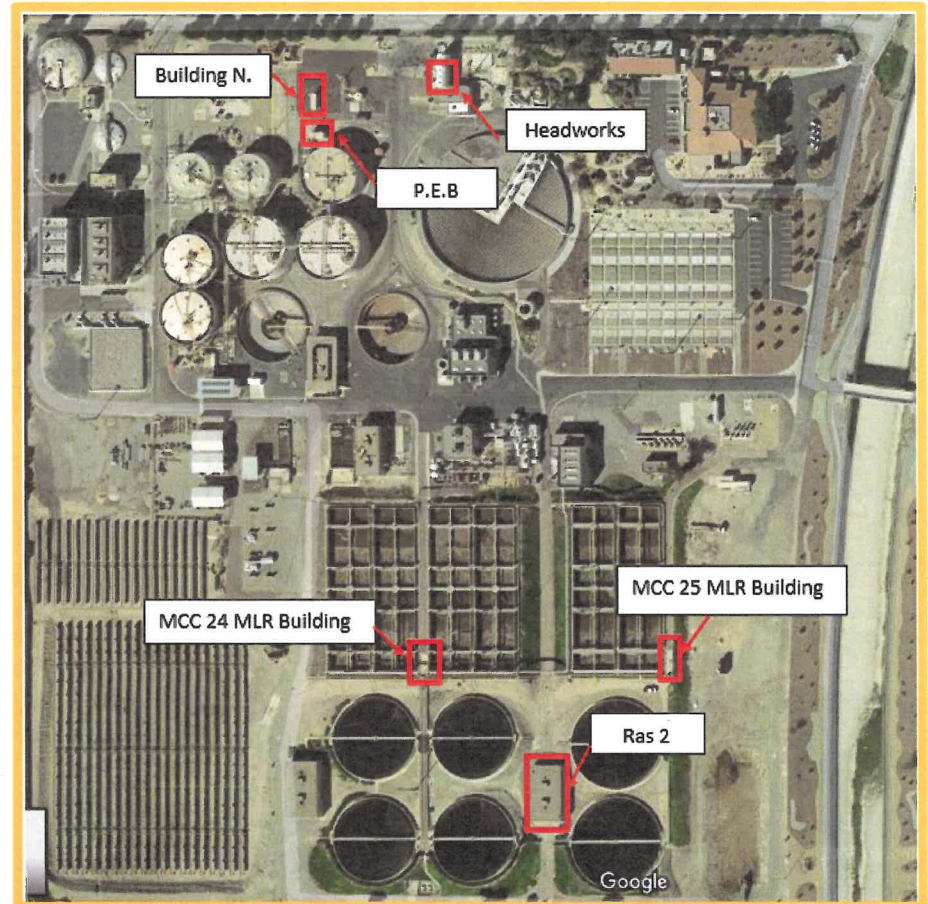 Building N.
Headworks
P.E.B
MCC 25 MLR Building
MCC 24 MLR Building
Ras 2
Google